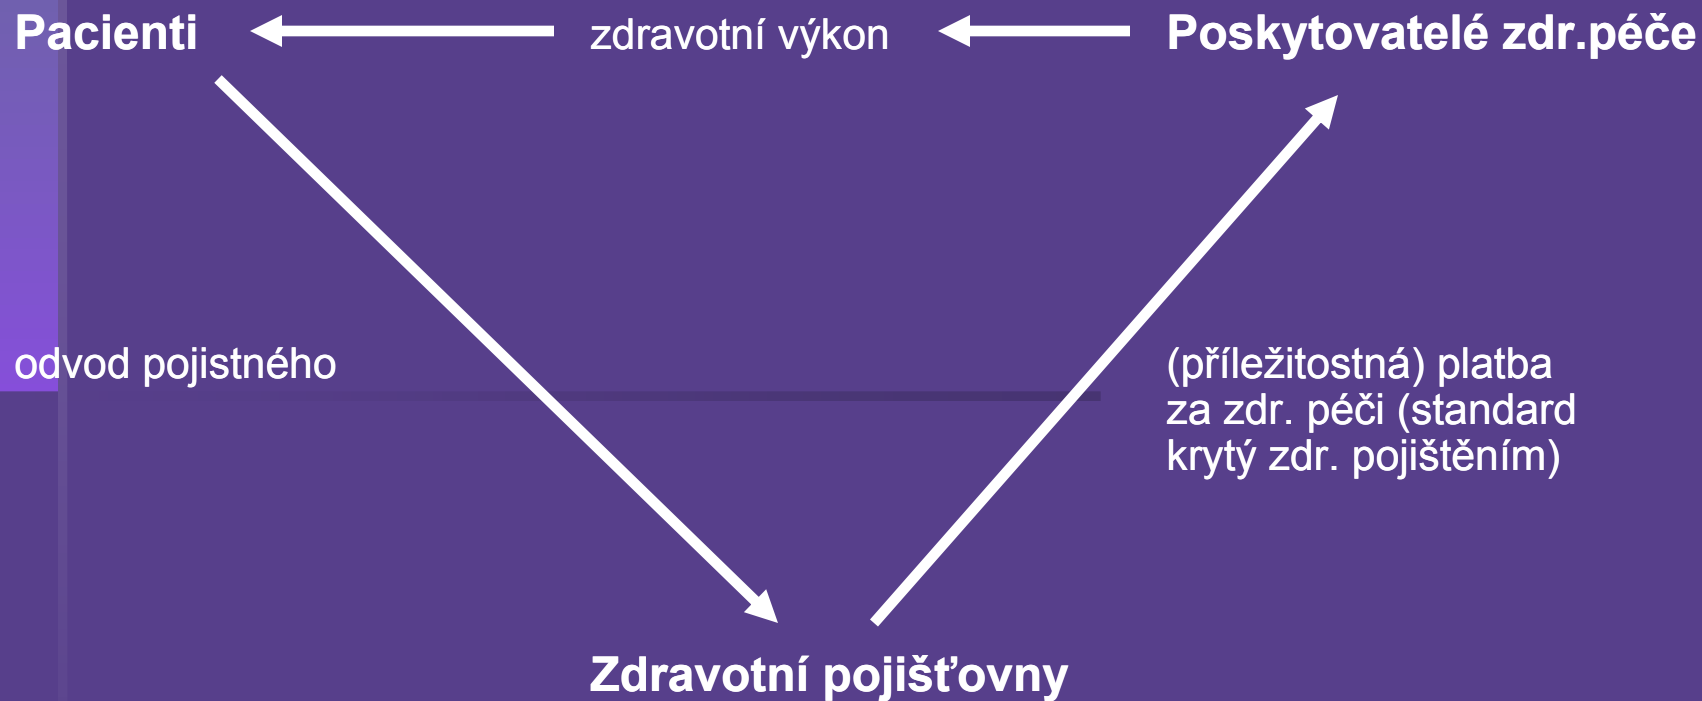 Pacienti
zdravotní výkon
Poskytovatelé zdr.péče
odvod pojistného
(příležitostná) platba
za zdr. péči (standard
krytý zdr. pojištěním)
Zdravotní pojišťovny